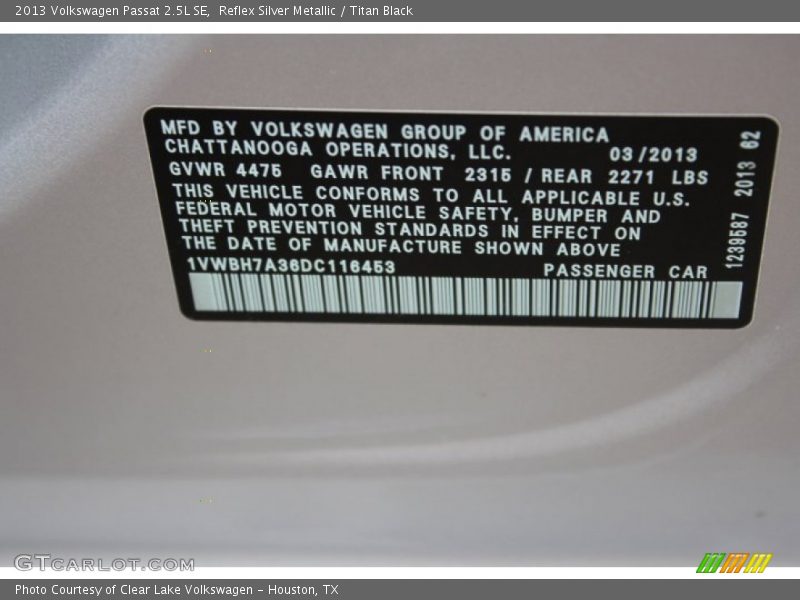 2013 Volkswagen Passat 2.5L SE, Reflex Silver Metallic / Titan Black
MFD BY VOLKSWAGEN GROUP OF AMERICA
CHATTANOOGA OPERATIONS, LLC. 03/2013
GVWR 4475 GAWR FRONT 2315 / REAR 2271 LBS
THIS VEHICLE CONFORMS TO ALL APPLICABLE U.S.
FEDERAL MOTOR VEHICLE SAFETY, BUMPER AND
THEFT PREVENTION STANDARDS IN EFFECT ON
THE DATE OF MANUFACTURE SHOWN ABOVE
1VWBH7A36DC116453 PASSENGER CAR
1239587 2013 62
GTCARLOT.COM
Photo Courtesy of Clear Lake Volkswagen – Houston, TX